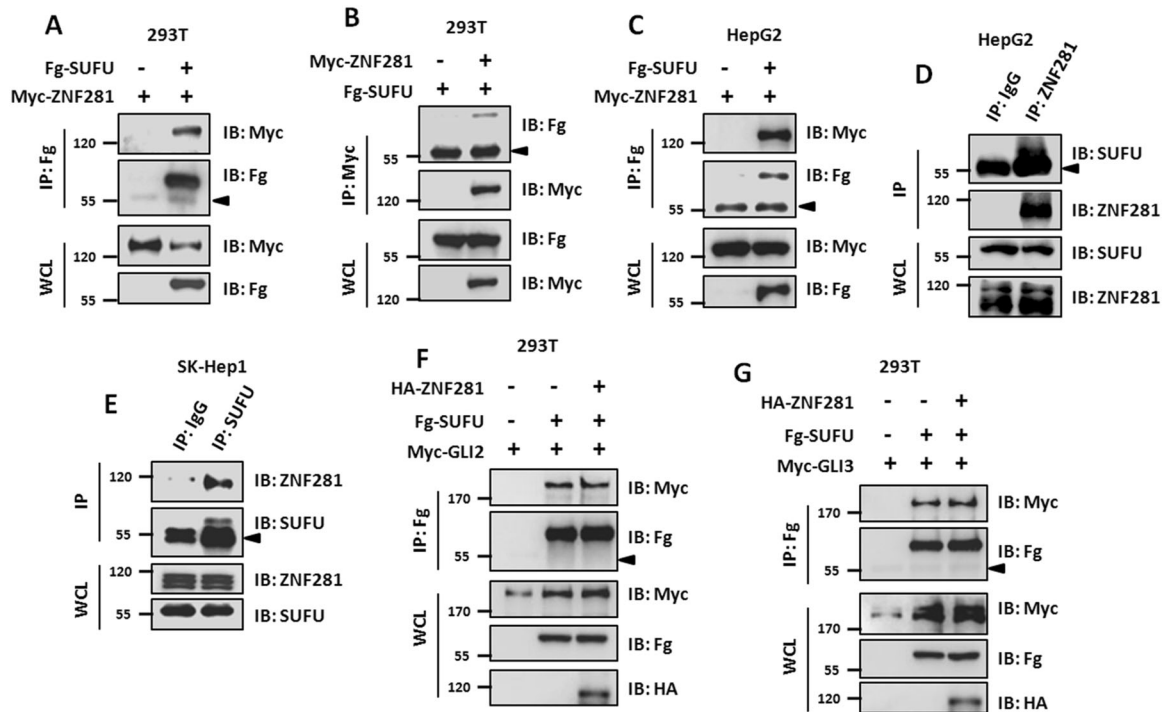 A
293T
Fg-SUFU - +
Myc-ZNF281 + +
IP: Fg
120
IB: Myc
IB: Fg
55
WCL
IB: Myc
120
IB: Fg
55
B
293T
Myc-ZNF281 - +
Fg-SUFU + +
IP: Myc
IB: Fg
55
IB: Myc
120
WCL
IB: Fg
55
IB: Myc
120
C
HepG2
Fg-SUFU - +
Myc-ZNF281 + +
IP: Fg
IB: Myc
120
IB: Fg
55
WCL
IB: Myc
120
IB: Fg
55
D
HepG2
IP: IgG
IP: ZNF281
IP
IB: SUFU
55
120
IB: ZNF281
WCL
IB: SUFU
55
120
IB: ZNF281
E
SK-Hep1
IP: IgG
IP: SUFU
IP
120
IB: ZNF281
IB: SUFU
55
WCL
120
IB: ZNF281
55
IB: SUFU
F
293T
HA-ZNF281 - - +
Fg-SUFU - + +
Myc-GLI2 + + +
IP: Fg
IB: Myc
170
IB: Fg
55
WCL
IB: Myc
170
IB: Fg
55
120
IB: HA
G
293T
HA-ZNF281 - - +
Fg-SUFU - + +
Myc-GLI3 + + +
IP: Fg
IB: Myc
170
IB: Fg
55
WCL
IB: Myc
170
IB: Fg
55
120
IB: HA